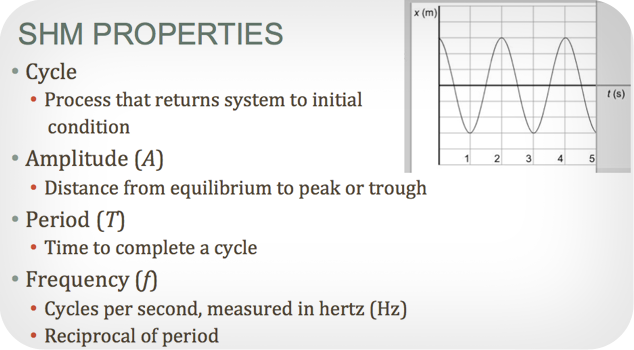 SHM PROPERTIES
• Cycle
• Process that returns system to initial
condition
• Amplitude (A)
• Distance from equilibrium to peak or trough
• Period (T)
• Time to complete a cycle
• Frequency (f)
• Cycles per second, measured in hertz (Hz)
• Reciprocal of period
x (m)
t (s)
1 2 3 4 5